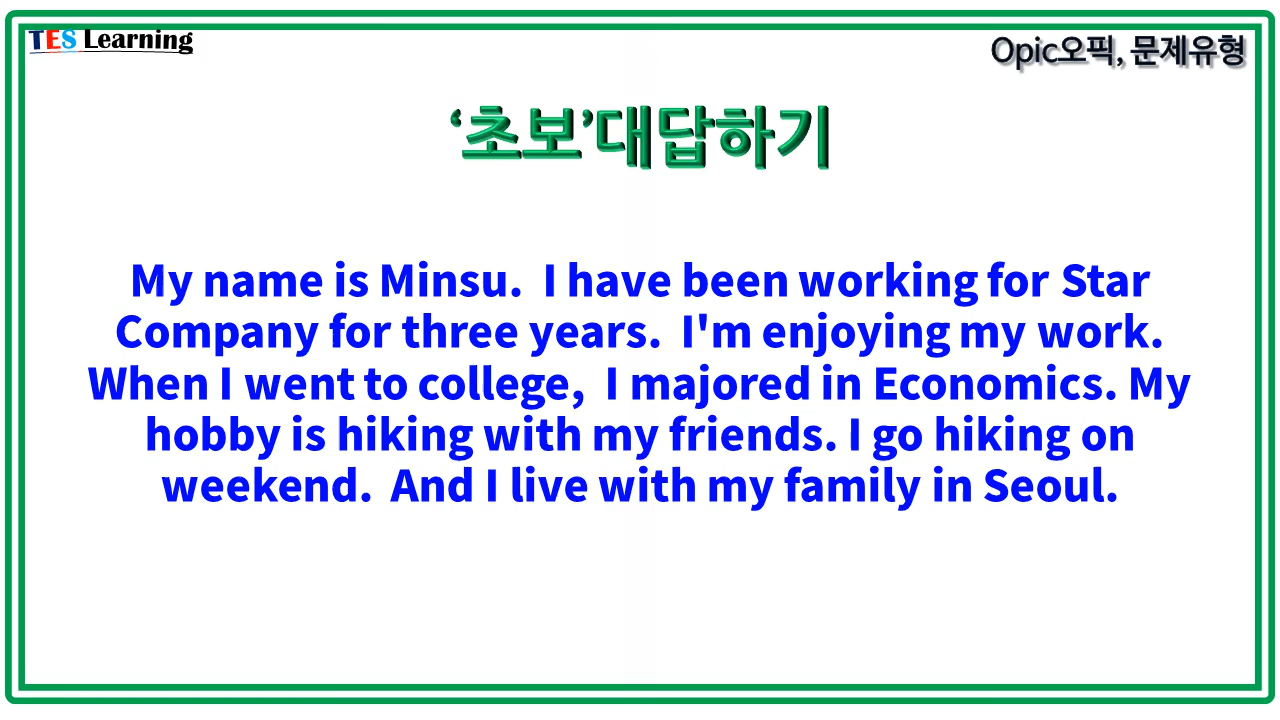 TES Learning
Opic오픽, 문제유형
‘초보’대답하기
My name is Minsu.  I have been working for Star
Company for three years.  I'm enjoying my work.
When I went to college,  I majored in Economics. My
hobby is hiking with my friends. I go hiking on
weekend.  And I live with my family in Seoul.